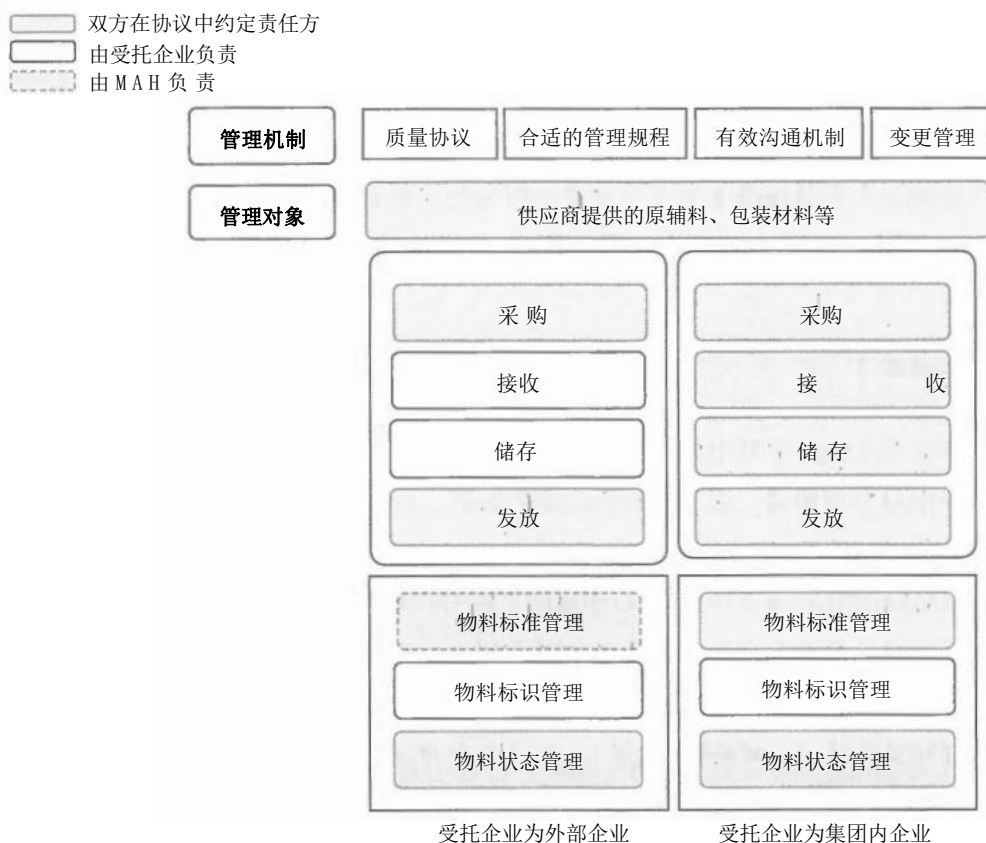 双方在协议中约定责任方
由受托企业负责
由MAH负 责
管理机制 质量协议 合适的管理规程 有效沟通机制 变更管理
管理对象 供应商提供的原辅料、包装材料等
采 购 采购
接收 接 收
储存 储 存
发放 发放
物料标准管理 物料标准管理
物料标识管理 物料标识管理
物料状态管理 物料状态管理
受托企业为外部企业 受托企业为集团内企业